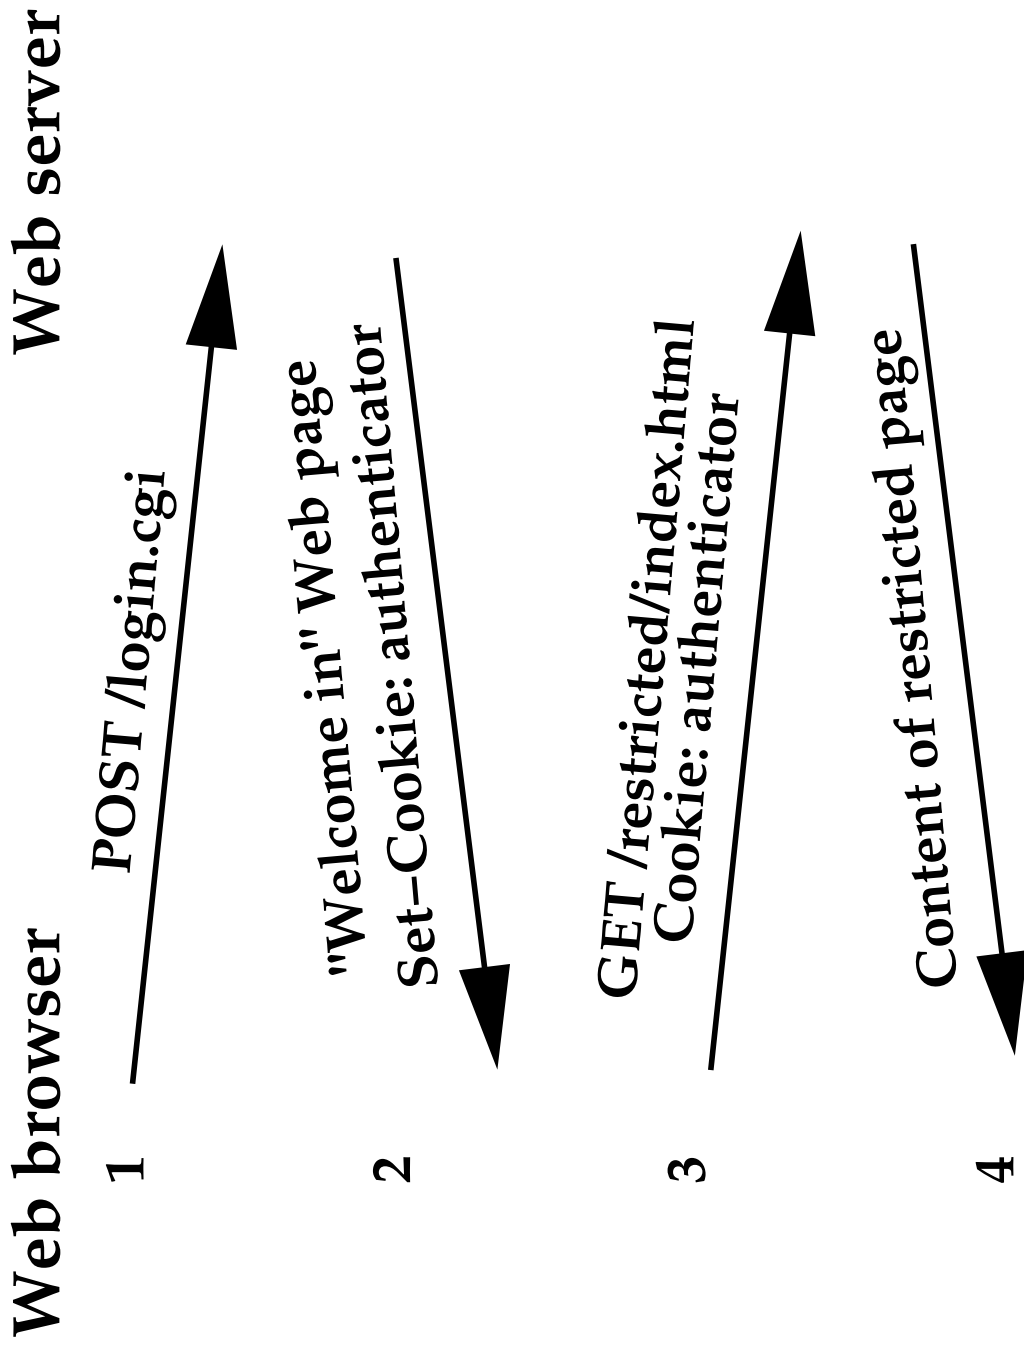 Web browser
Web server
1
POST /login.cgi
2
"Welcome in" Web page
Set–Cookie: authenticator
3
GET /restricted/index.html
Cookie: authenticator
4
Content of restricted page